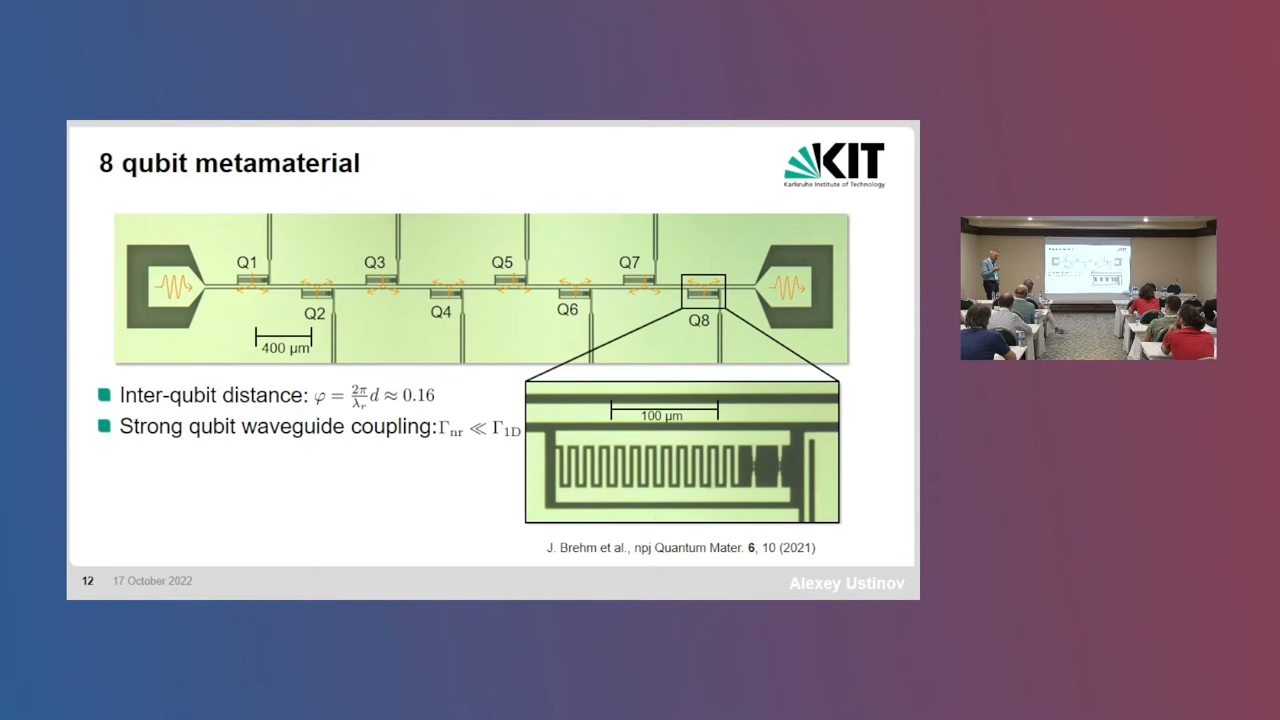 8 qubit metamaterial
KIT
Karlsruhe Institute of Technology
Q1
Q3
Q5
Q7
Q2
Q4
Q6
Q8
400 µm
Inter-qubit distance: φ = 2π/λr d ≈ 0.16
Strong qubit waveguide coupling: Γnr ≪ Γ1D
100 µm
J. Brehm et al., npj Quantum Mater. 6, 10 (2021)
12 17 October 2022
Alexey Ustinov